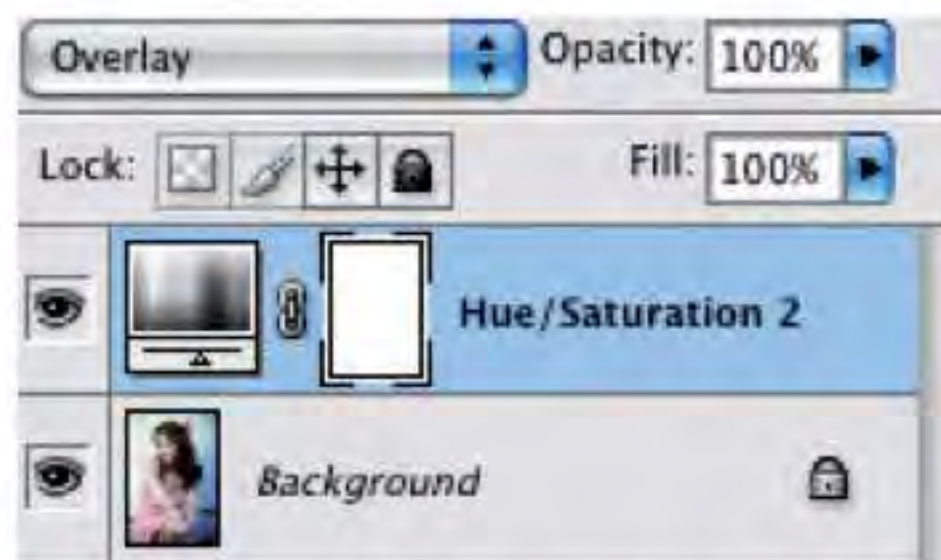 Overlay Opacity: 100%
Lock: Fill: 100%
Hue/Saturation 2
Background